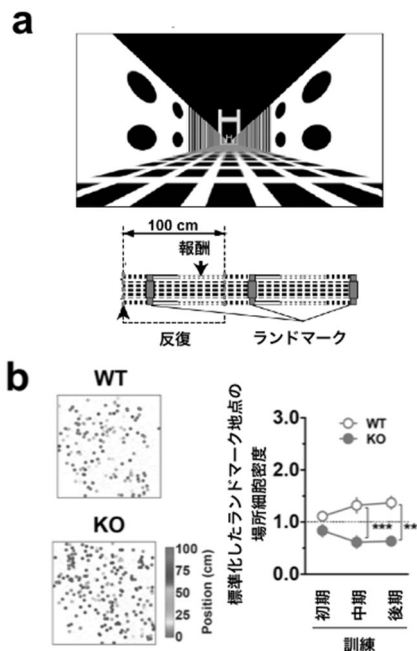 a
100 cm
報酬
反復
ランドマーク
b
WT
KO
100
75
50
25
0
Position (cm)
標準化したランドマーク地点の
場所細胞密度
3.0
2.0
1.0
0.0
WT
KO
***
**
初期
中期
後期
訓練